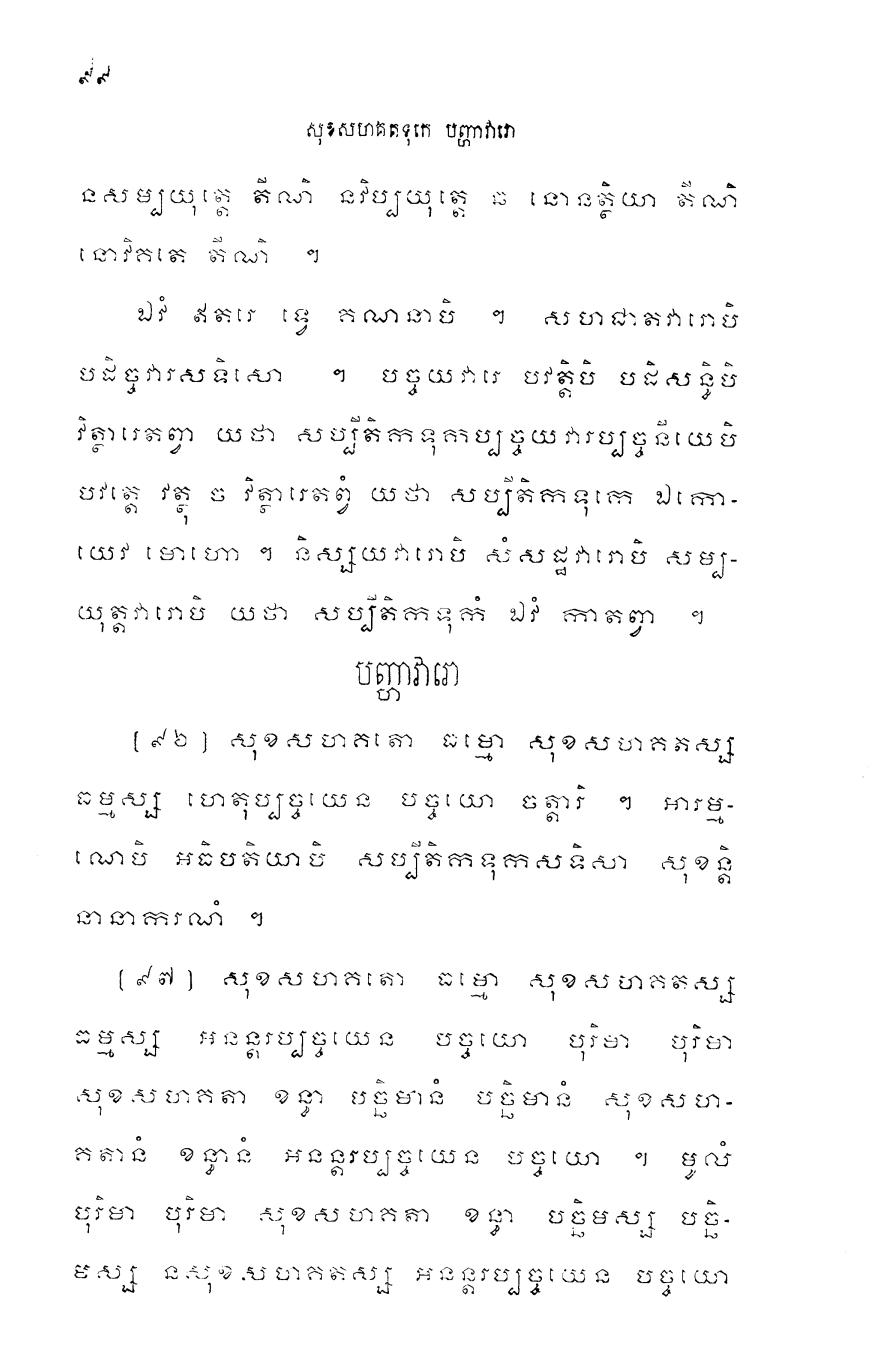 ៩៩
សុខសហគតទុកេ បញ្ហាវារោ
នសម្បយុត្តេ តីណិ នវិប្បយុត្តេ ឆ នោនត្ថិយា តីណិ
នោវិគតេ តីណិ ។
ឯវំ ឥតរេ ទ្វេ គណនាបិ ។ សហជាតវារោបិ
បដិច្ចវារសទិសោ ។ បច្ចយវារេ បវត្តិបិ បដិសន្ធិបិ
វិត្ថារេតព្វា យថា សប្បីតិកទុកប្បច្ចយវារប្បច្ចនីយេបិ
បវត្តេ វត្ថុ ច វិត្ថារេតព្វំ យថា សប្បីតិកទុកេ ឯកោ-
យេវ មោហោ ។ និស្សយវារោបិ សំសដ្ឋវារោបិ សម្ប-
យុត្តវារោបិ យថា សប្បីតិកទុកំ ឯវំ កាតព្វា ។
បញ្ហាវារោ
[៩៦] សុខសហគតោ ធម្មោ សុខសហគតស្ស
ធម្មស្ស ហេតុប្បច្ចយេន បច្ចយោ ចត្តារិ ។ អារម្ម-
ណេបិ អធិបតិយាបិ សប្បីតិកទុកសទិសា សុខន្តិ
នានាករណំ ។
[៩៧] សុខសហគតោ ធម្មោ សុខសហគតស្ស
ធម្មស្ស អនន្តរប្បច្ចយេន បច្ចយោ បុរិមា បុរិមា
សុខសហគតា ខន្ធា បច្ឆិមានំ បច្ឆិមានំ សុខសហ-
គតានំ ខន្ធានំ អនន្តរប្បច្ចយេន បច្ចយោ ។ មូលំ
បុរិមា បុរិមា សុខសហគតា ខន្ធា បច្ឆិមស្ស បច្ឆិ-
មស្ស នសុខសហគតស្ស អនន្តរប្បច្ចយេន បច្ចយោ